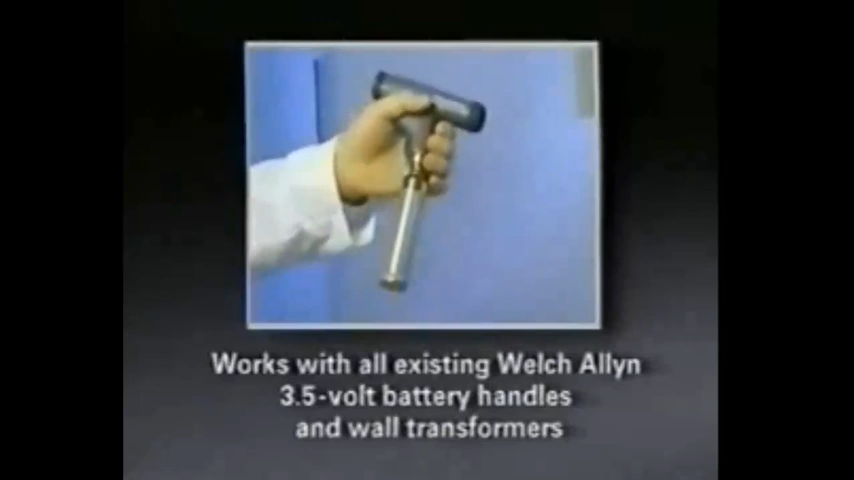 Works with all existing Welch Allyn
3.5-volt battery handles
and wall transformers